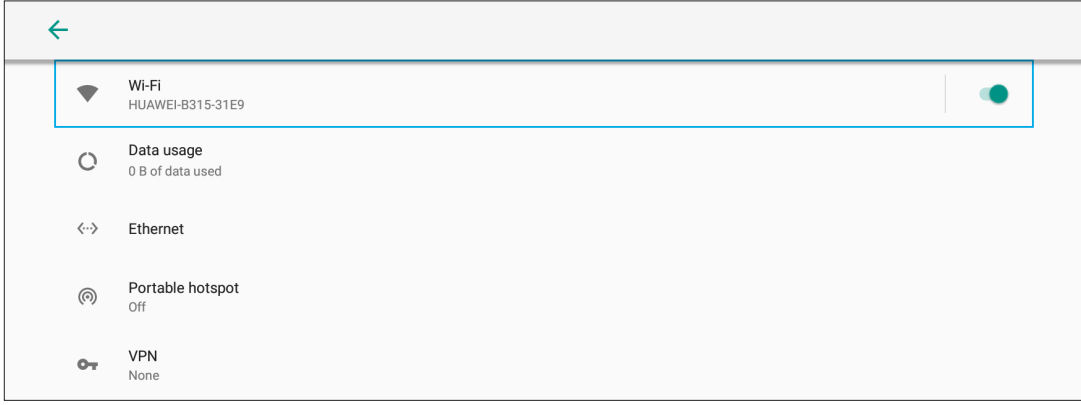 Wi-Fi
HUAWEI-B315-31E9
Data usage
0 B of data used
Ethernet
Portable hotspot
Off
VPN
None